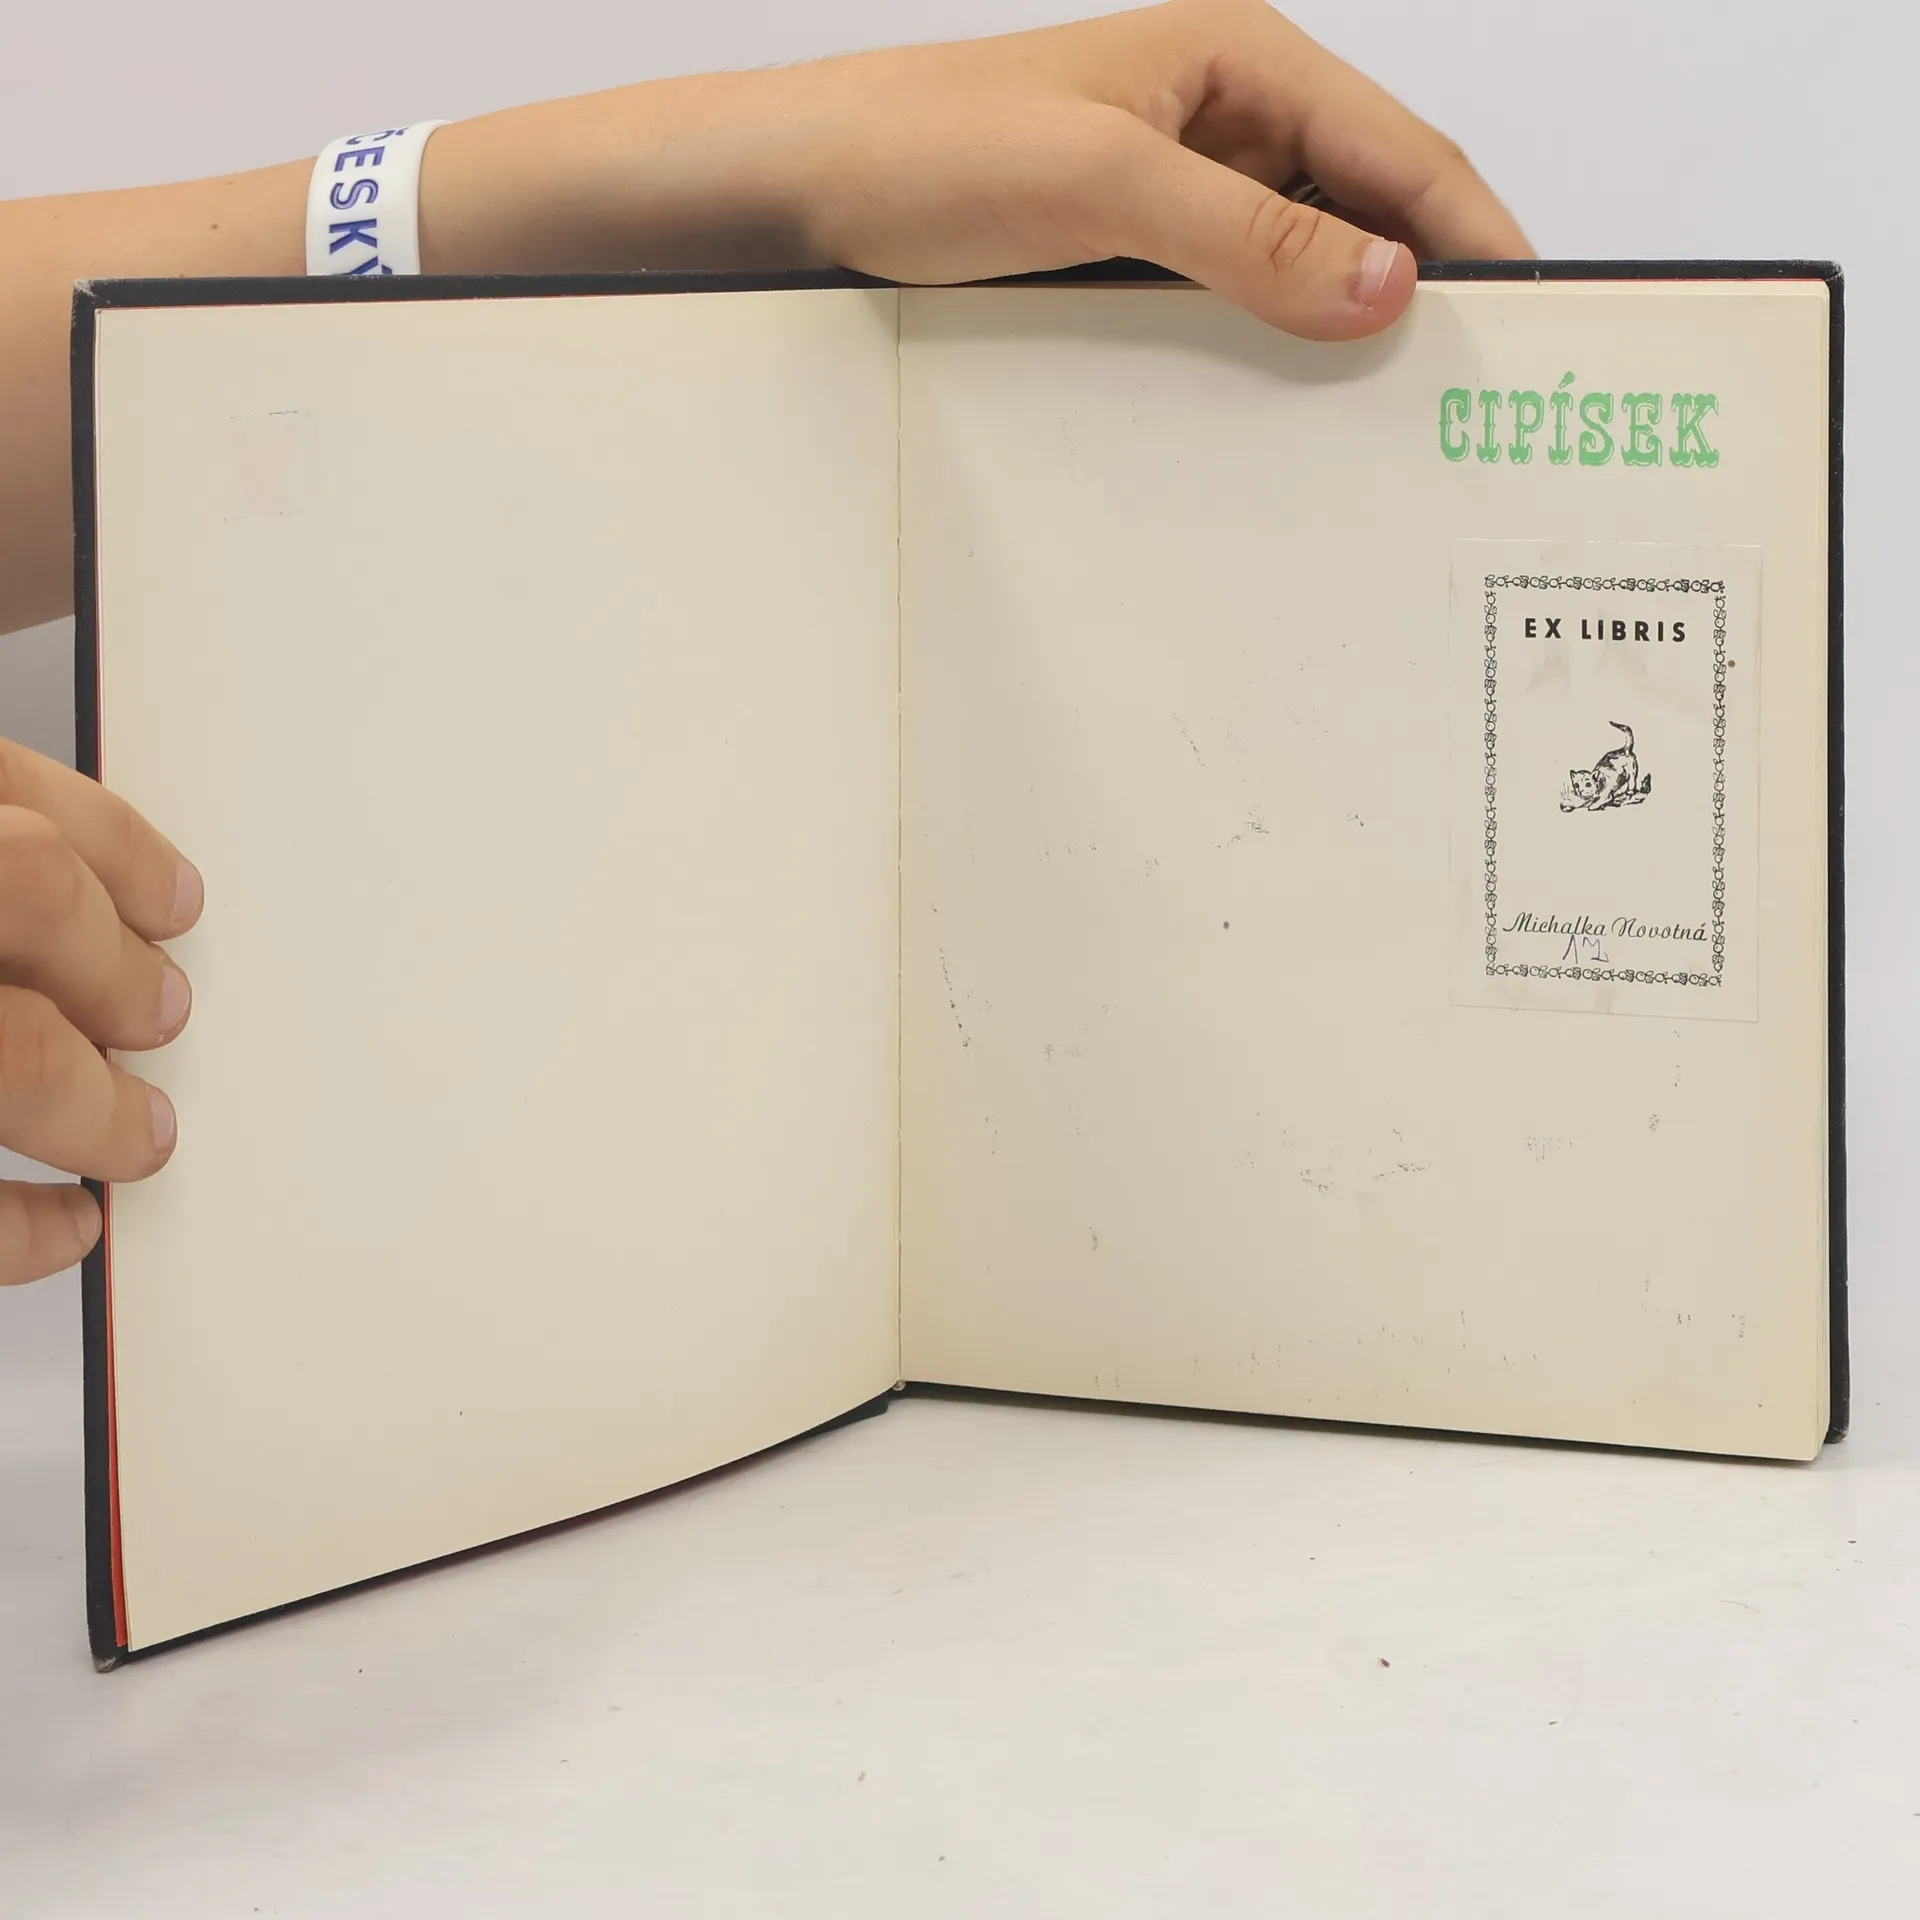 ČESKÝ
CIPÍSEK
EX LIBRIS
Michalka Novotná